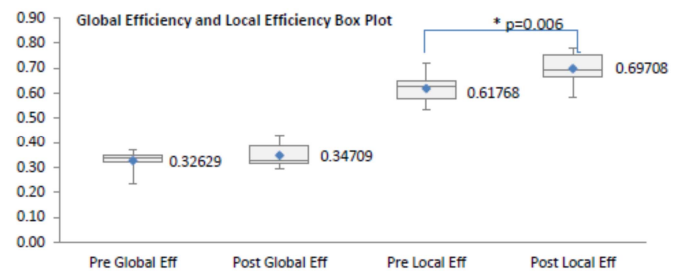 Global Efficiency and Local Efficiency Box Plot
* p=0.006
0.90
0.80
0.70
0.60
0.50
0.40
0.30
0.20
0.10
0.00
0.32629
0.34709
0.61768
0.69708
Pre Global Eff
Post Global Eff
Pre Local Eff
Post Local Eff